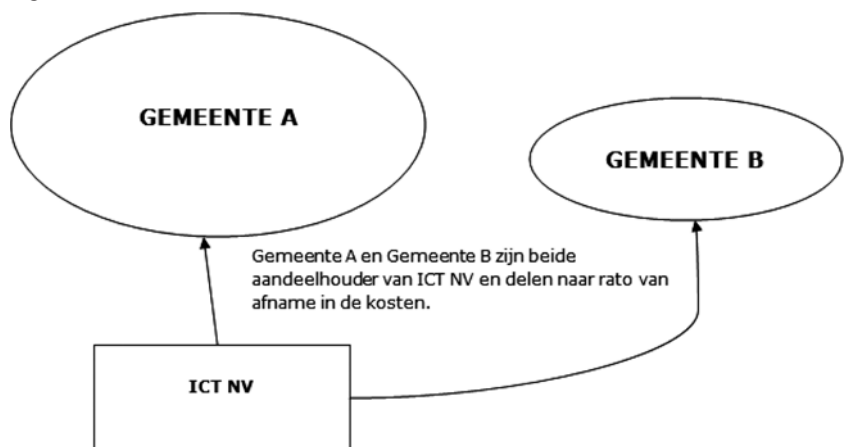 GEMEENTE A
GEMEENTE B
Gemeente A en Gemeente B zijn beide
aandeelhouder van ICT NV en delen naar rato van
afname in de kosten.
ICT NV